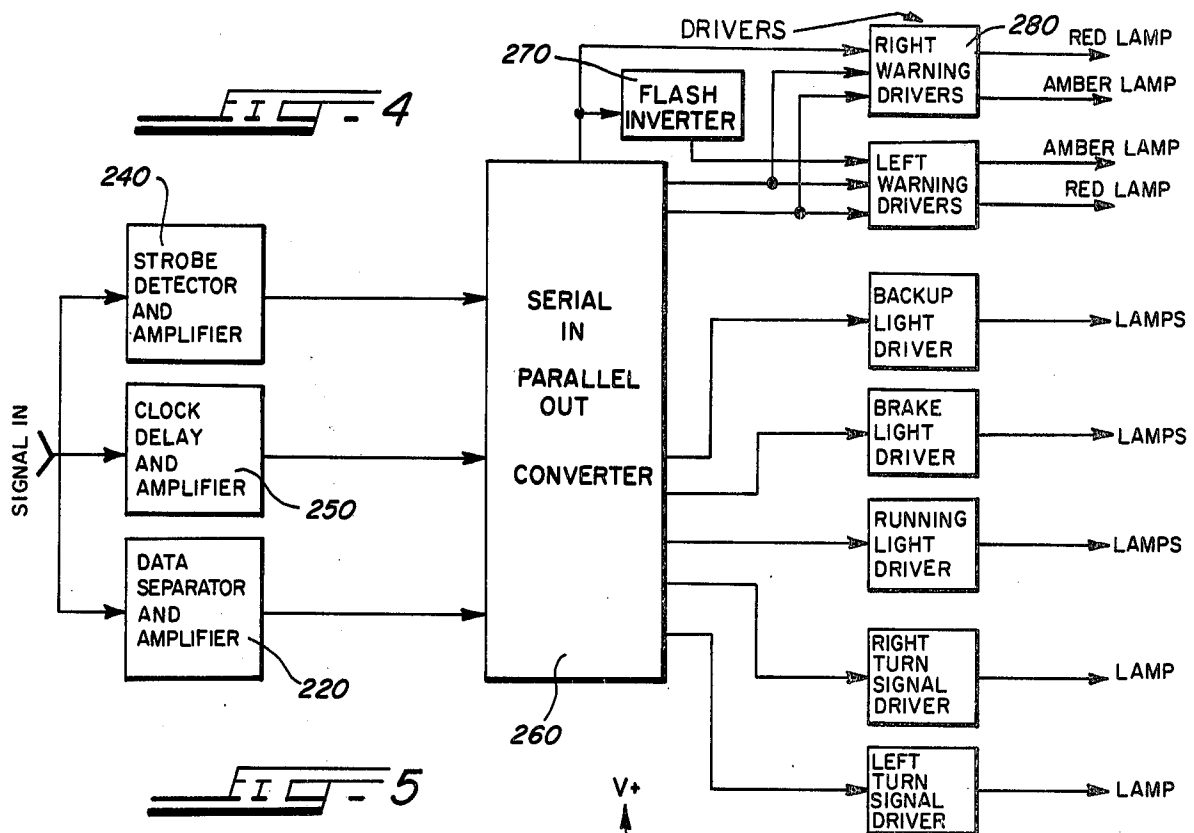 FIG-4
DRIVERS
280
RED LAMP
AMBER LAMP
RIGHT
WARNING
DRIVERS
270
FLASH
INVERTER
AMBER LAMP
RED LAMP
LEFT
WARNING
DRIVERS
240
STROBE
DETECTOR
AND
AMPLIFIER
SERIAL
IN
PARALLEL
OUT
CONVERTER
BACKUP
LIGHT
DRIVER
LAMPS
SIGNAL IN
CLOCK
DELAY
AND
AMPLIFIER
250
BRAKE
LIGHT
DRIVER
LAMPS
RUNNING
LIGHT
DRIVER
LAMPS
DATA
SEPARATOR
AND
AMPLIFIER
220
260
RIGHT
TURN
SIGNAL
DRIVER
LAMP
FIG-5
V+
LEFT
TURN
SIGNAL
DRIVER
LAMP